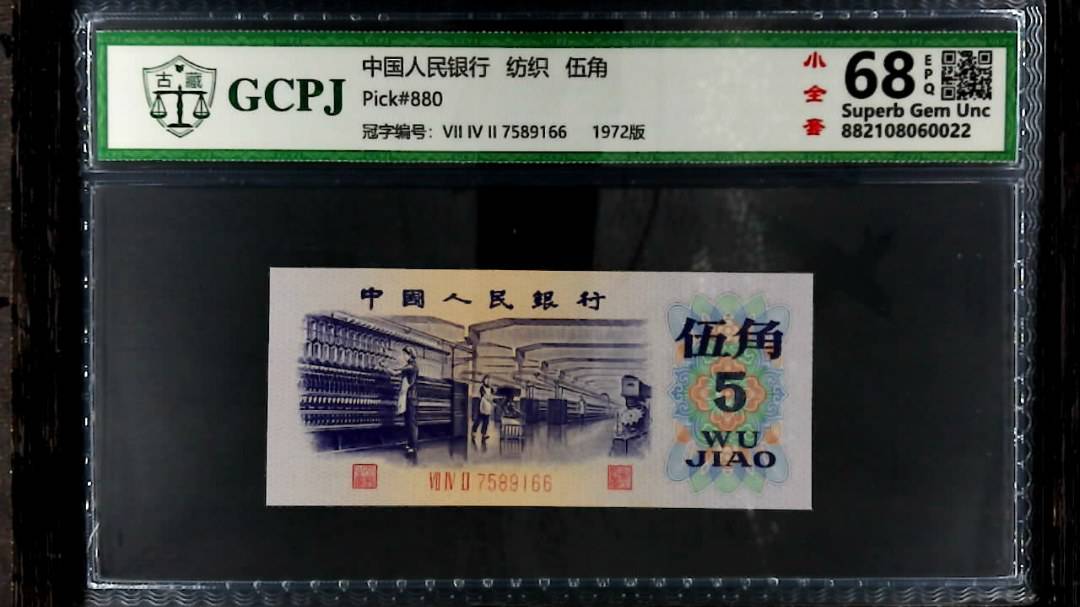 古藏
GCPJ
中国人民银行 纺织 伍角
Pick#880
冠字编号: VII IV II 7589166 1972版
小全套
68 EPQ
Superb Gem Unc
882108060022
中國人民銀行
伍角
5
WU
JIAO
VII IV II 7589166